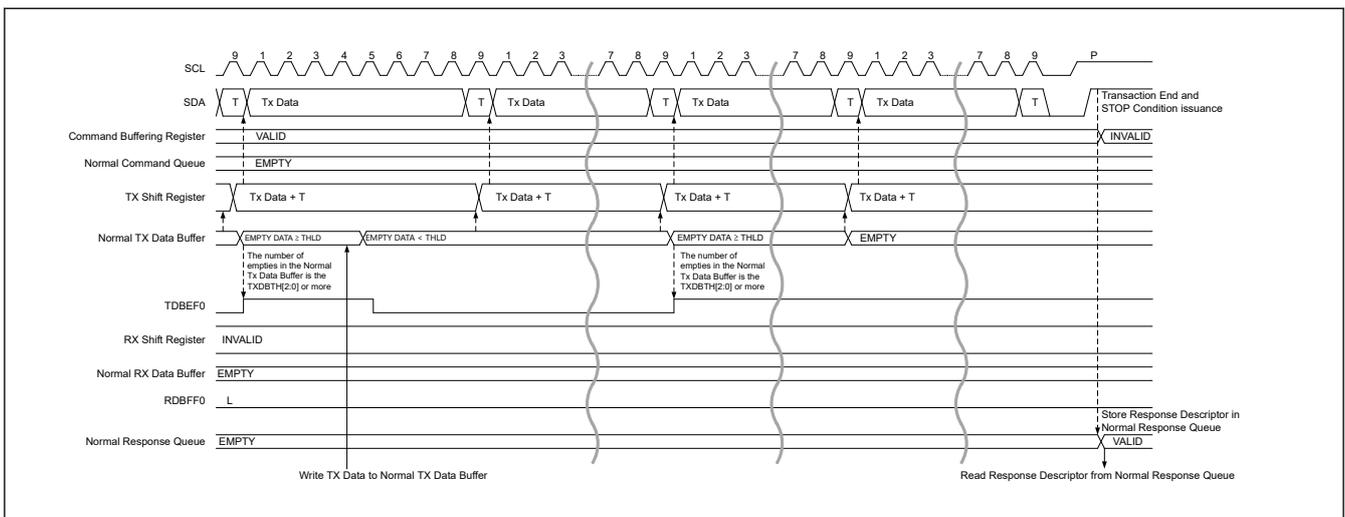 9 1 2 3 4 5 6 7 8 9 1 2 3 7 8 9 1 2 3 7 8 9 1 2 3 7 8 9 P
SCL
SDA T Tx Data T Tx Data T Tx Data T Tx Data T
Transaction End and
STOP Condition issuance
Command Buffering Register VALID INVALID
Normal Command Queue EMPTY
TX Shift Register Tx Data + T Tx Data + T Tx Data + T Tx Data + T
Normal TX Data Buffer EMPTY DATA ≥ THLD EMPTY DATA < THLD EMPTY DATA ≥ THLD EMPTY
The number of
empties in the Normal
Tx Data Buffer is the
TXDBTH[2:0] or more
The number of
empties in the Normal
Tx Data Buffer is the
TXDBTH[2:0] or more
TDBEF0
RX Shift Register INVALID
Normal RX Data Buffer EMPTY
RDBFF0 L
Store Response Descriptor in
Normal Response Queue
Normal Response Queue EMPTY VALID
Write TX Data to Normal TX Data Buffer Read Response Descriptor from Normal Response Queue